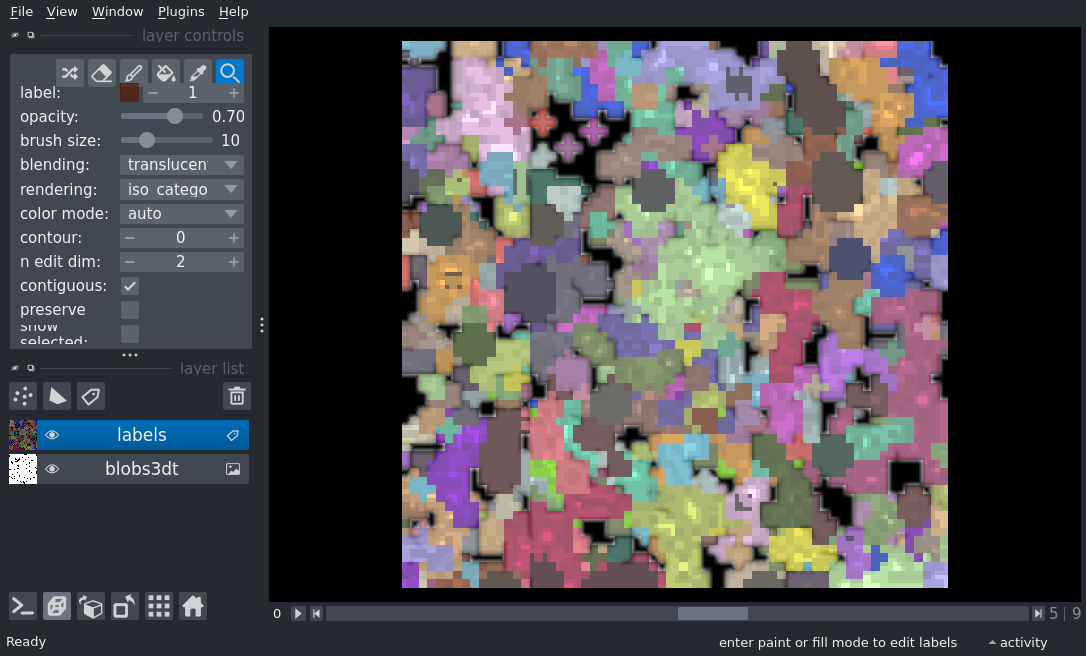 File View Window Plugins Help
layer controls
label: 1
opacity: 0.70
brush size: 10
blending: translucen
rendering: iso_catego
color mode: auto
contour: 0
n edit dim: 2
contiguous:
preserve
show
selected:
layer list
labels
blobs3dt
0 5 | 9
Ready enter paint or fill mode to edit labels activity